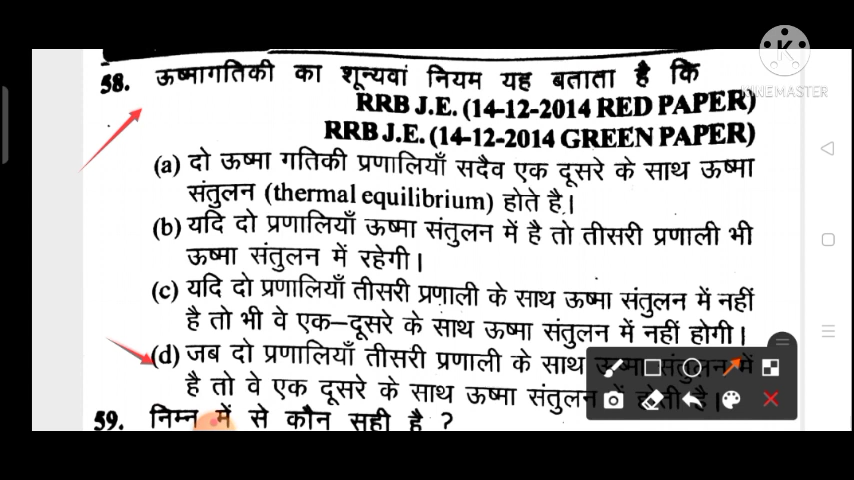 KINEMASTER
58. ऊष्मागतिकी का शून्यवां नियम यह बताता है कि
RRB J.E. (14-12-2014 RED PAPER)
RRB J.E. (14-12-2014 GREEN PAPER)
(a) दो ऊष्मा गतिकी प्रणालियाँ सदैव एक दूसरे के साथ ऊष्मा
संतुलन (thermal equilibrium) होते है।
(b) यदि दो प्रणालियाँ ऊष्मा संतुलन में है तो तीसरी प्रणाली भी
ऊष्मा संतुलन में रहेगी।
(c) यदि दो प्रणालियाँ तीसरी प्रणाली के साथ ऊष्मा संतुलन में नहीं
है तो भी वे एक–दूसरे के साथ ऊष्मा संतुलन में नहीं होगी।
(d) जब दो प्रणालियाँ तीसरी प्रणाली के साथ ऊष्मा संतुलन में
है तो वे एक दूसरे के साथ ऊष्मा संतुलन में होती है।
59. निम्न में से कौन सही है ?